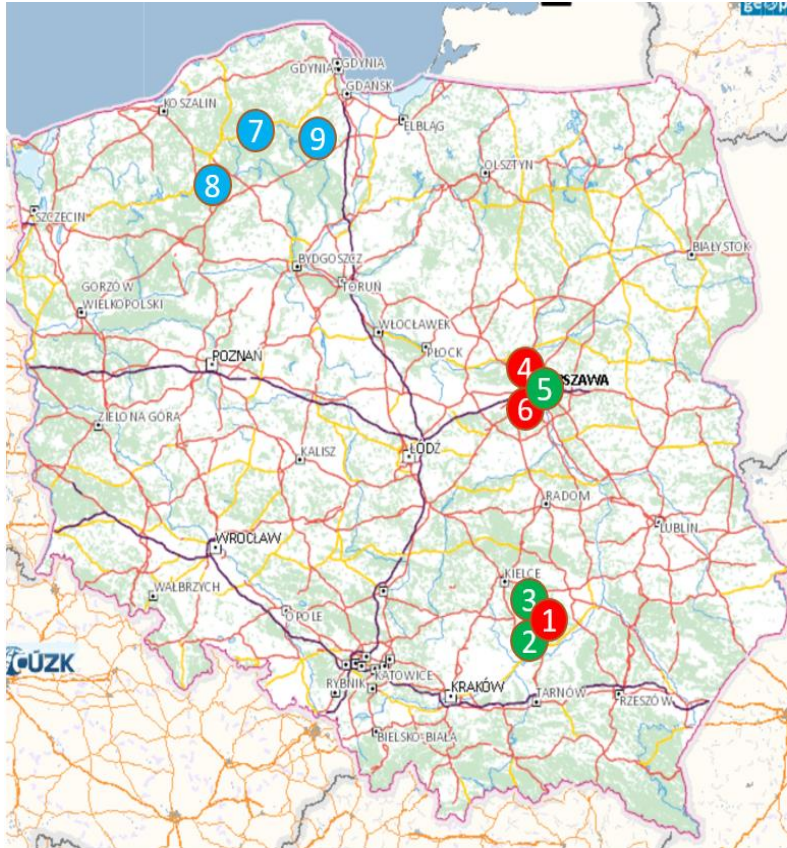 GDYNIA
GDYNIA
GDAŃSK
KOSZALIN
7
9
ELBLĄG
8
OLSZTYN
SZCZECIN
BIAŁYSTOK
BYDGOSZCZ
TORUŃ
GORZÓW
WIELKOPOLSKI
WŁOCŁAWEK
PŁOCK
POZNAŃ
4
5
RSZAWA
6
ZIELONA GÓRA
ŁÓDŹ
KALISZ
RADOM
LUBLIN
WROCŁAW
KIELCE
WAŁBRZYCH
3
OPOLE
1
2
ÚZK
KATOWICE
RYBNIK
KRAKÓW
TARNÓW
RZESZÓW
BIELSKO-BIAŁA